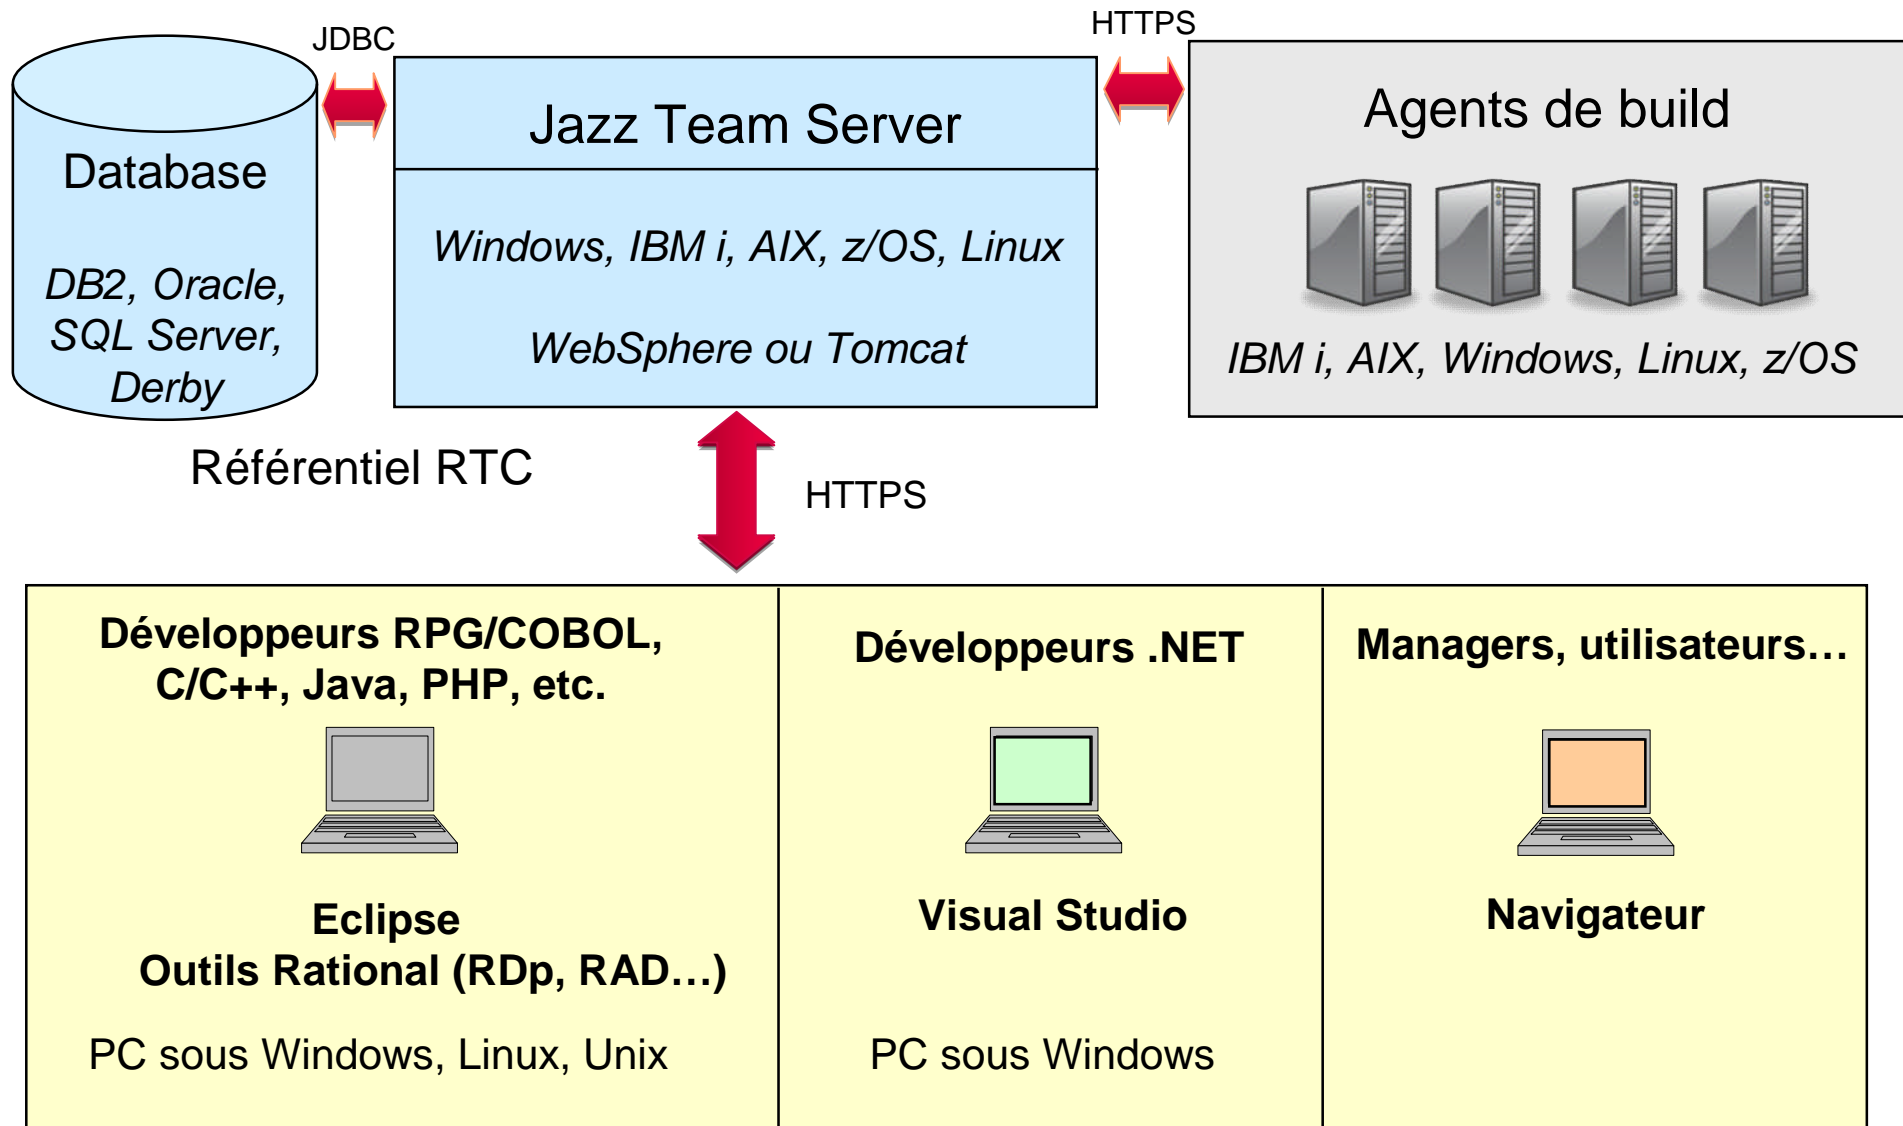 JDBC
HTTPS
Database
DB2, Oracle,
SQL Server,
Derby
Jazz Team Server
Windows, IBM i, AIX, z/OS, Linux
WebSphere ou Tomcat
Agents de build
IBM i, AIX, Windows, Linux, z/OS
Référentiel RTC
HTTPS
Développeurs RPG/COBOL,
C/C++, Java, PHP, etc.
Eclipse
Outils Rational (RDp, RAD…)
PC sous Windows, Linux, Unix
Développeurs .NET
Visual Studio
PC sous Windows
Managers, utilisateurs…
Navigateur